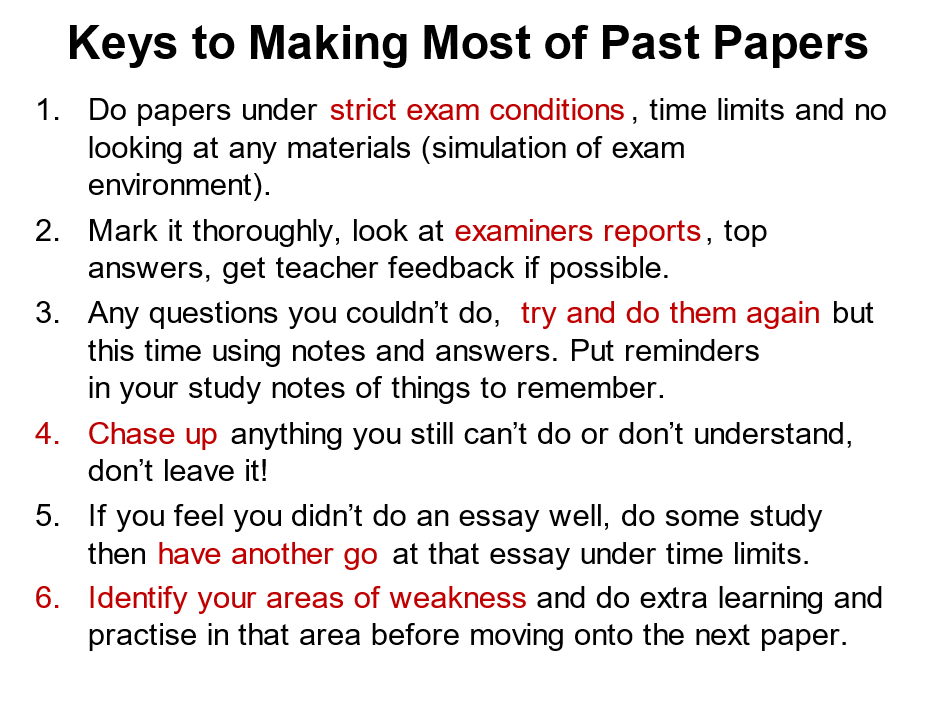 Keys to Making Most of Past Papers
1. Do papers under strict exam conditions, time limits and no
looking at any materials (simulation of exam
environment).
2. Mark it thoroughly, look at examiners reports, top
answers, get teacher feedback if possible.
3. Any questions you couldn’t do, try and do them again but
this time using notes and answers. Put reminders
in your study notes of things to remember.
4. Chase up anything you still can’t do or don’t understand,
don’t leave it!
5. If you feel you didn’t do an essay well, do some study
then have another go at that essay under time limits.
6. Identify your areas of weakness and do extra learning and
practise in that area before moving onto the next paper.